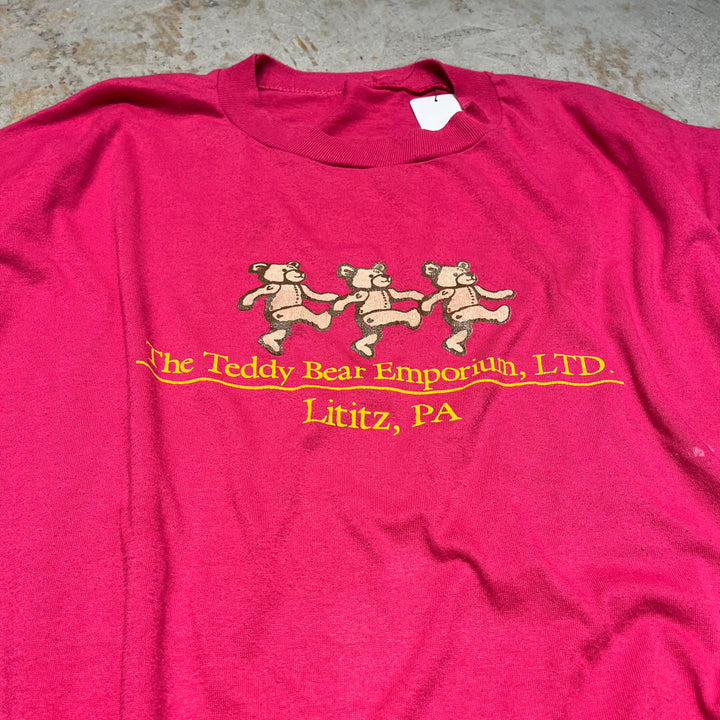 The Teddy Bear Emporium, LTD.
Lititz, PA